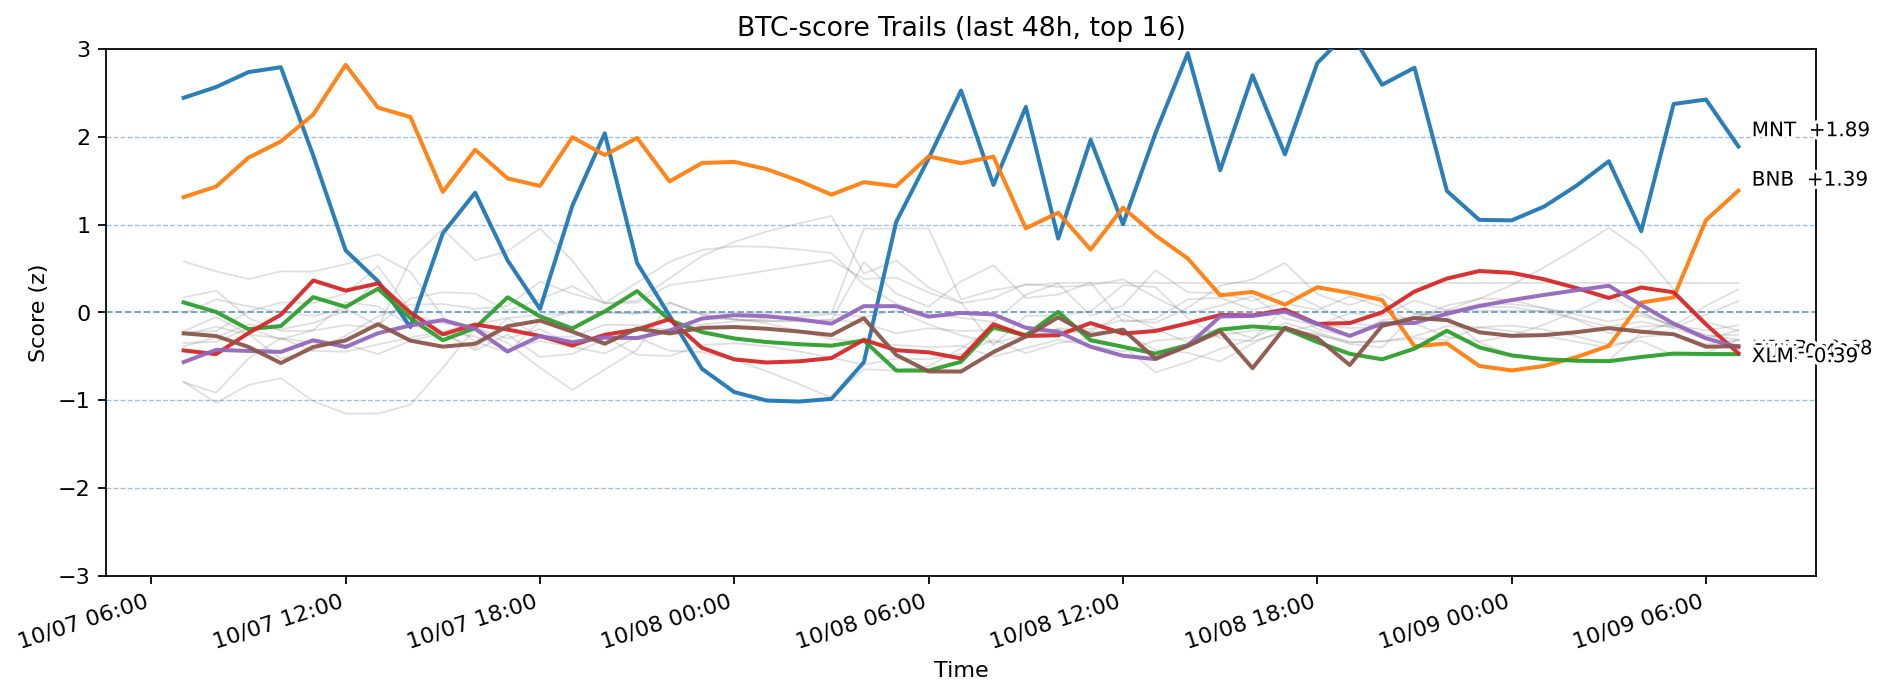 BTC-score Trails (last 48h, top 16)
3
2
1
0
−1
−2
−3
Score (z)
MNT +1.89
BNB +1.39
XLM -0.39
10/07 06:00
10/07 12:00
10/07 18:00
10/08 00:00
10/08 06:00
10/08 12:00
10/08 18:00
10/09 00:00
10/09 06:00
Time